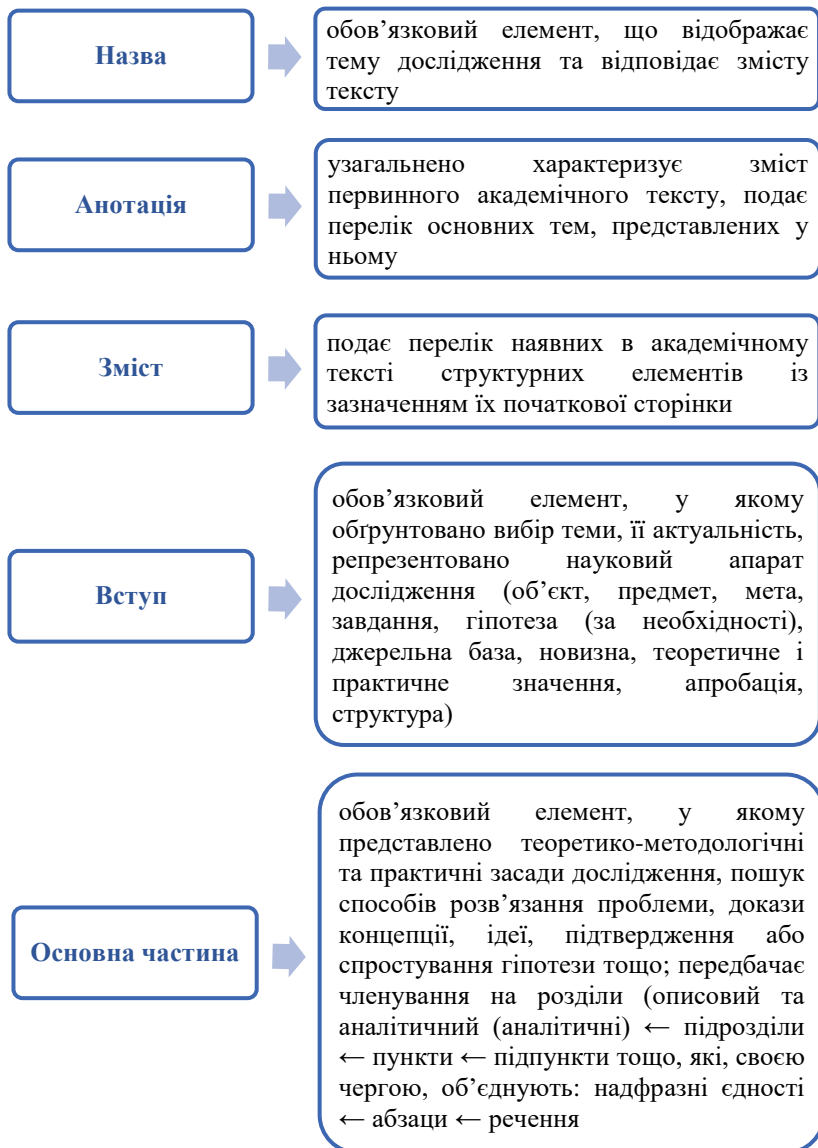 Назва
обов’язковий елемент, що відображає
тему дослідження та відповідає змісту
тексту
Анотація
узагальнено характеризує зміст
первинного академічного тексту, подає
перелік основних тем, представлених у
ньому
Зміст
подає перелік наявних в академічному
тексті структурних елементів із
зазначенням їх початкової сторінки
Вступ
обов’язковий елемент, у якому
обґрунтовано вибір теми, її актуальність,
репрезентовано науковий апарат
дослідження (об’єкт, предмет, мета,
завдання, гіпотеза (за необхідності),
джерельна база, новизна, теоретичне і
практичне значення, апробація,
структура)
Основна частина
обов’язковий елемент, у якому
представлено теоретико-методологічні
та практичні засади дослідження, пошук
способів розв’язання проблеми, докази
концепції, ідеї, підтвердження або
спростування гіпотези тощо; передбачає
членування на розділи (описовий та
аналітичний (аналітичні) ← підрозділи
← пункти ← підпункти тощо, які, своєю
чергою, об’єднують: надфразні єдності
← абзаци ← речення